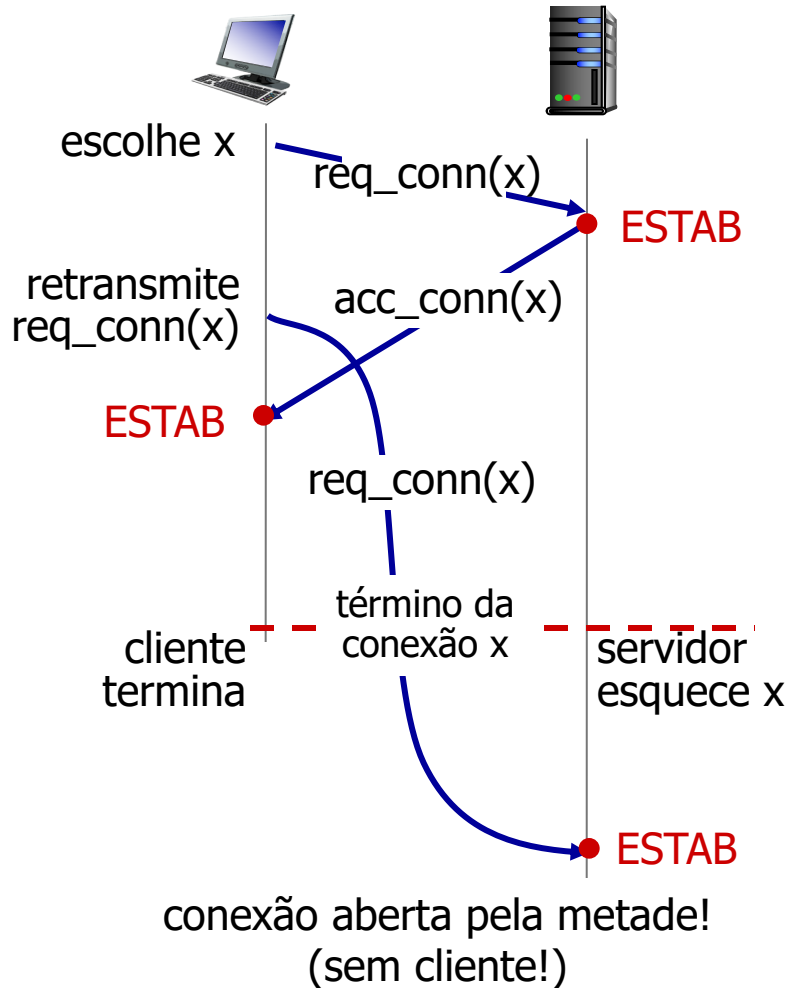 escolhe x
req_conn(x)
ESTAB
retransmite
req_conn(x)
acc_conn(x)
ESTAB
req_conn(x)
término da
conexão x
cliente
termina
servidor
esquece x
ESTAB
conexão aberta pela metade!
(sem cliente!)